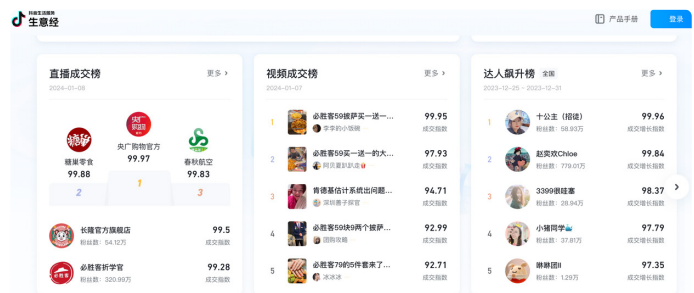 抖音生活服务
生意经
产品手册
登录
直播成交榜
更多 ›
2024-01-08
糖巢零食
99.88
2
央广购物
央广购物官方
99.97
1
春秋航空
99.83
3
长隆官方旗舰店
粉丝数：54.12万
99.5
成交指数
必胜客折学官
粉丝数：320.99万
99.28
成交指数
视频成交榜
更多 ›
2024-01-07
1
必胜客59披萨买一送一…
李李的小饭碗
99.95
成交指数
2
必胜客59买一送一的大…
阿贝夏趴趴走
97.93
成交指数
3
肯德基估计系统出问题…
深圳善子探官
94.71
成交指数
4
必胜客59块9两个披萨…
团购攻略
92.99
成交指数
5
必胜客79的5件套来了…
冰冰冰
92.71
成交指数
达人飙升榜 全国
更多 ›
2023-12-25 - 2023-12-31
1
十公主（招徒）
粉丝数：58.93万
99.96
成交增长指数
2
赵奕欢Chloe
粉丝数：779.01万
99.84
成交增长指数
3
3399很哇塞
粉丝数：28.94万
98.37
成交增长指数
4
小猪同学
粉丝数：37.81万
97.79
成交增长指数
5
啾啾团II
粉丝数：1.29万
97.35
成交增长指数